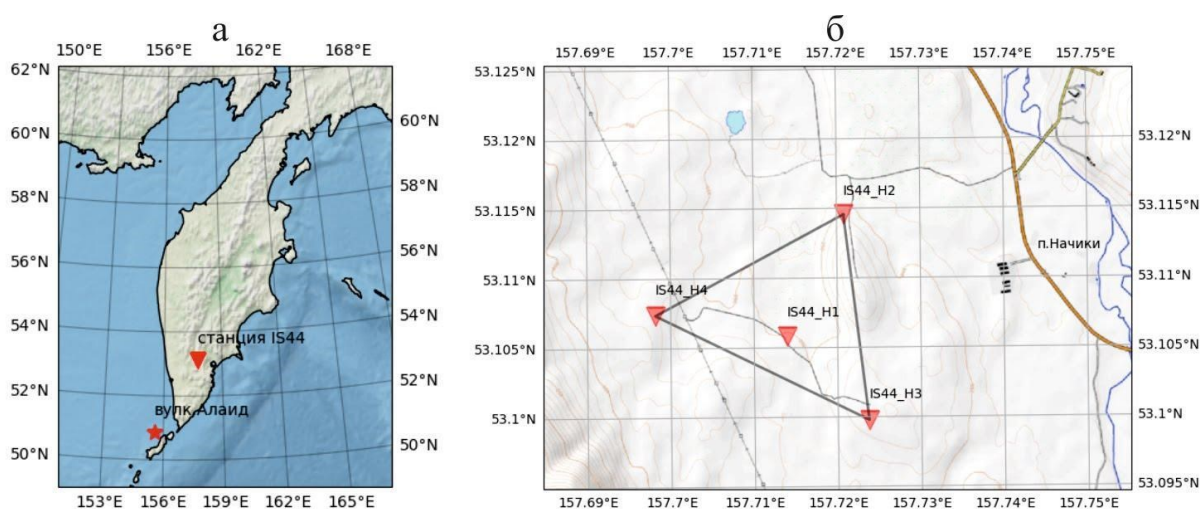 а
150°E 156°E 162°E 168°E
62°N
60°N
60°N
58°N
58°N
56°N
56°N
54°N
54°N
станция IS44
52°N
52°N
вулк.Алаид
50°N
50°N
153°E 156°E 159°E 162°E 165°E
б
157.69°E 157.7°E 157.71°E 157.72°E 157.74°E 157.75°E
53.125°N
53.12°N
53.12°N
IS44_H2
53.115°N
53.115°N
п.Начики
53.11°N
53.11°N
IS44_H4
IS44_H1
53.105°N
53.105°N
IS44_H3
53.1°N
53.1°N
53.095°N
157.69°E 157.7°E 157.71°E 157.72°E 157.73°E 157.74°E 157.75°E